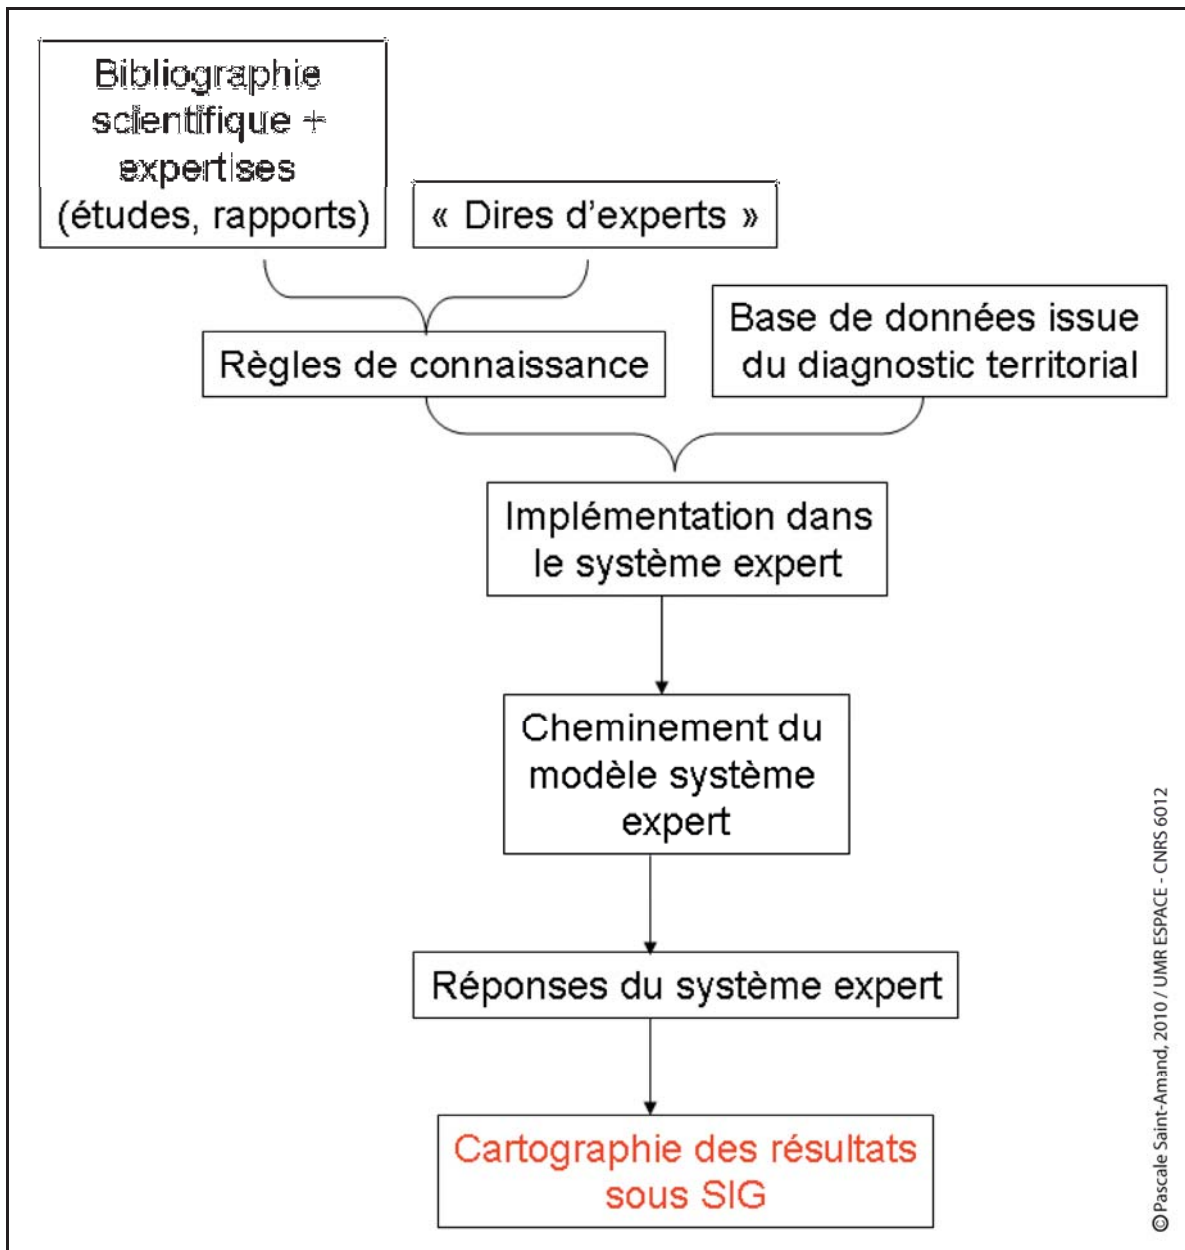 Bibliographie
scientifique +
expertises
(études, rapports)
« Dires d'experts »
Règles de connaissance
Base de données issue
du diagnostic territorial
Implémentation dans
le système expert
Cheminement du
modèle système
expert
Réponses du système expert
Cartographie des résultats
sous SIG
©Pascale Saint-Amand, 2010 / UMR ESPACE - CNRS 6012